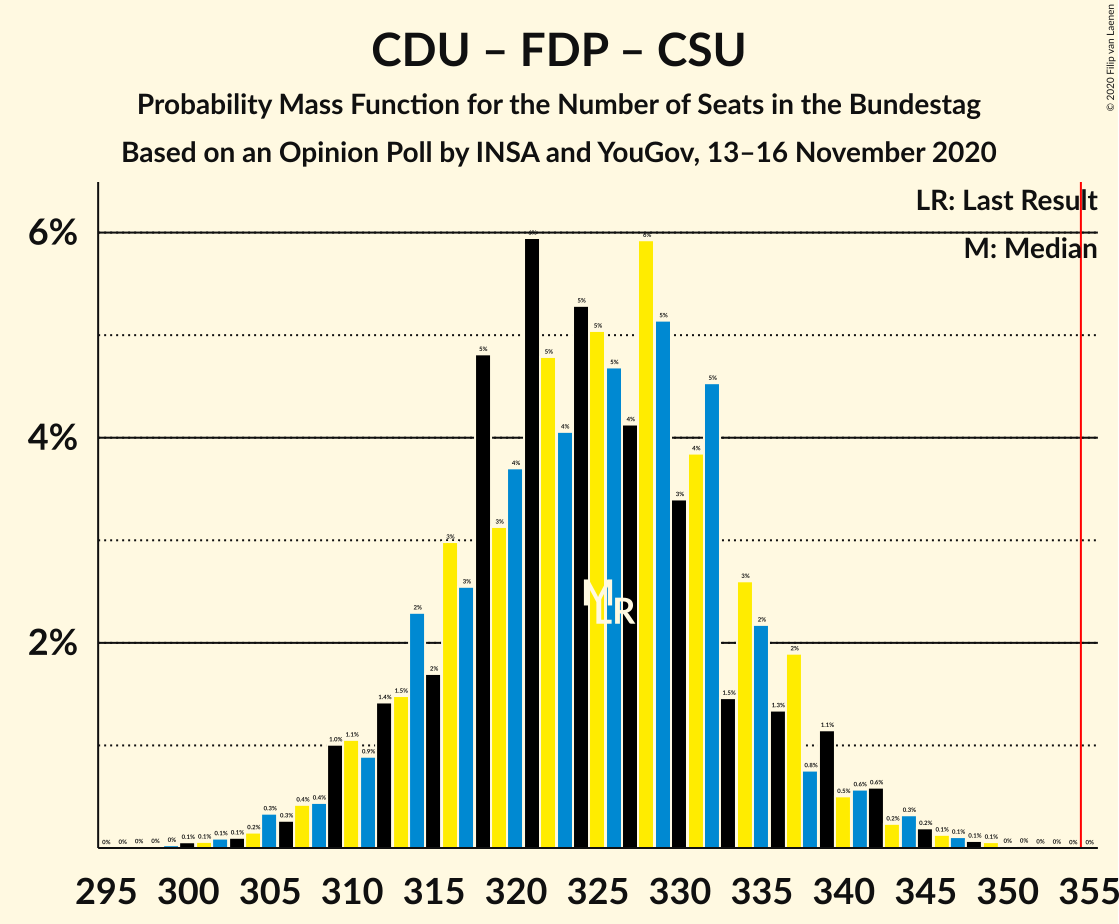 CDU – FDP – CSU
Probability Mass Function for the Number of Seats in the Bundestag
Based on an Opinion Poll by INSA and YouGov, 13–16 November 2020
© 2020 Filip van Laenen
LR: Last Result
M: Median
6%
4%
2%
0% 0% 0% 0% 0% 0.1% 0.1% 0.1% 0.1% 0.2% 0.3% 0.3% 0.4% 0.4% 1.0% 1.1% 0.9% 1.4% 1.5% 2% 2% 3% 3% 5% 3% 4% 6% 5% 4% 5% 5% 5% 4% 6% 5% 3% 4% 5% 1.5% 3% 2% 1.3% 2% 0.8% 1.1% 0.5% 0.6% 0.6% 0.2% 0.3% 0.2% 0.1% 0.1% 0.1% 0.1% 0% 0% 0% 0% 0% 0%
M
LR
295 300 305 310 315 320 325 330 335 340 345 350 355